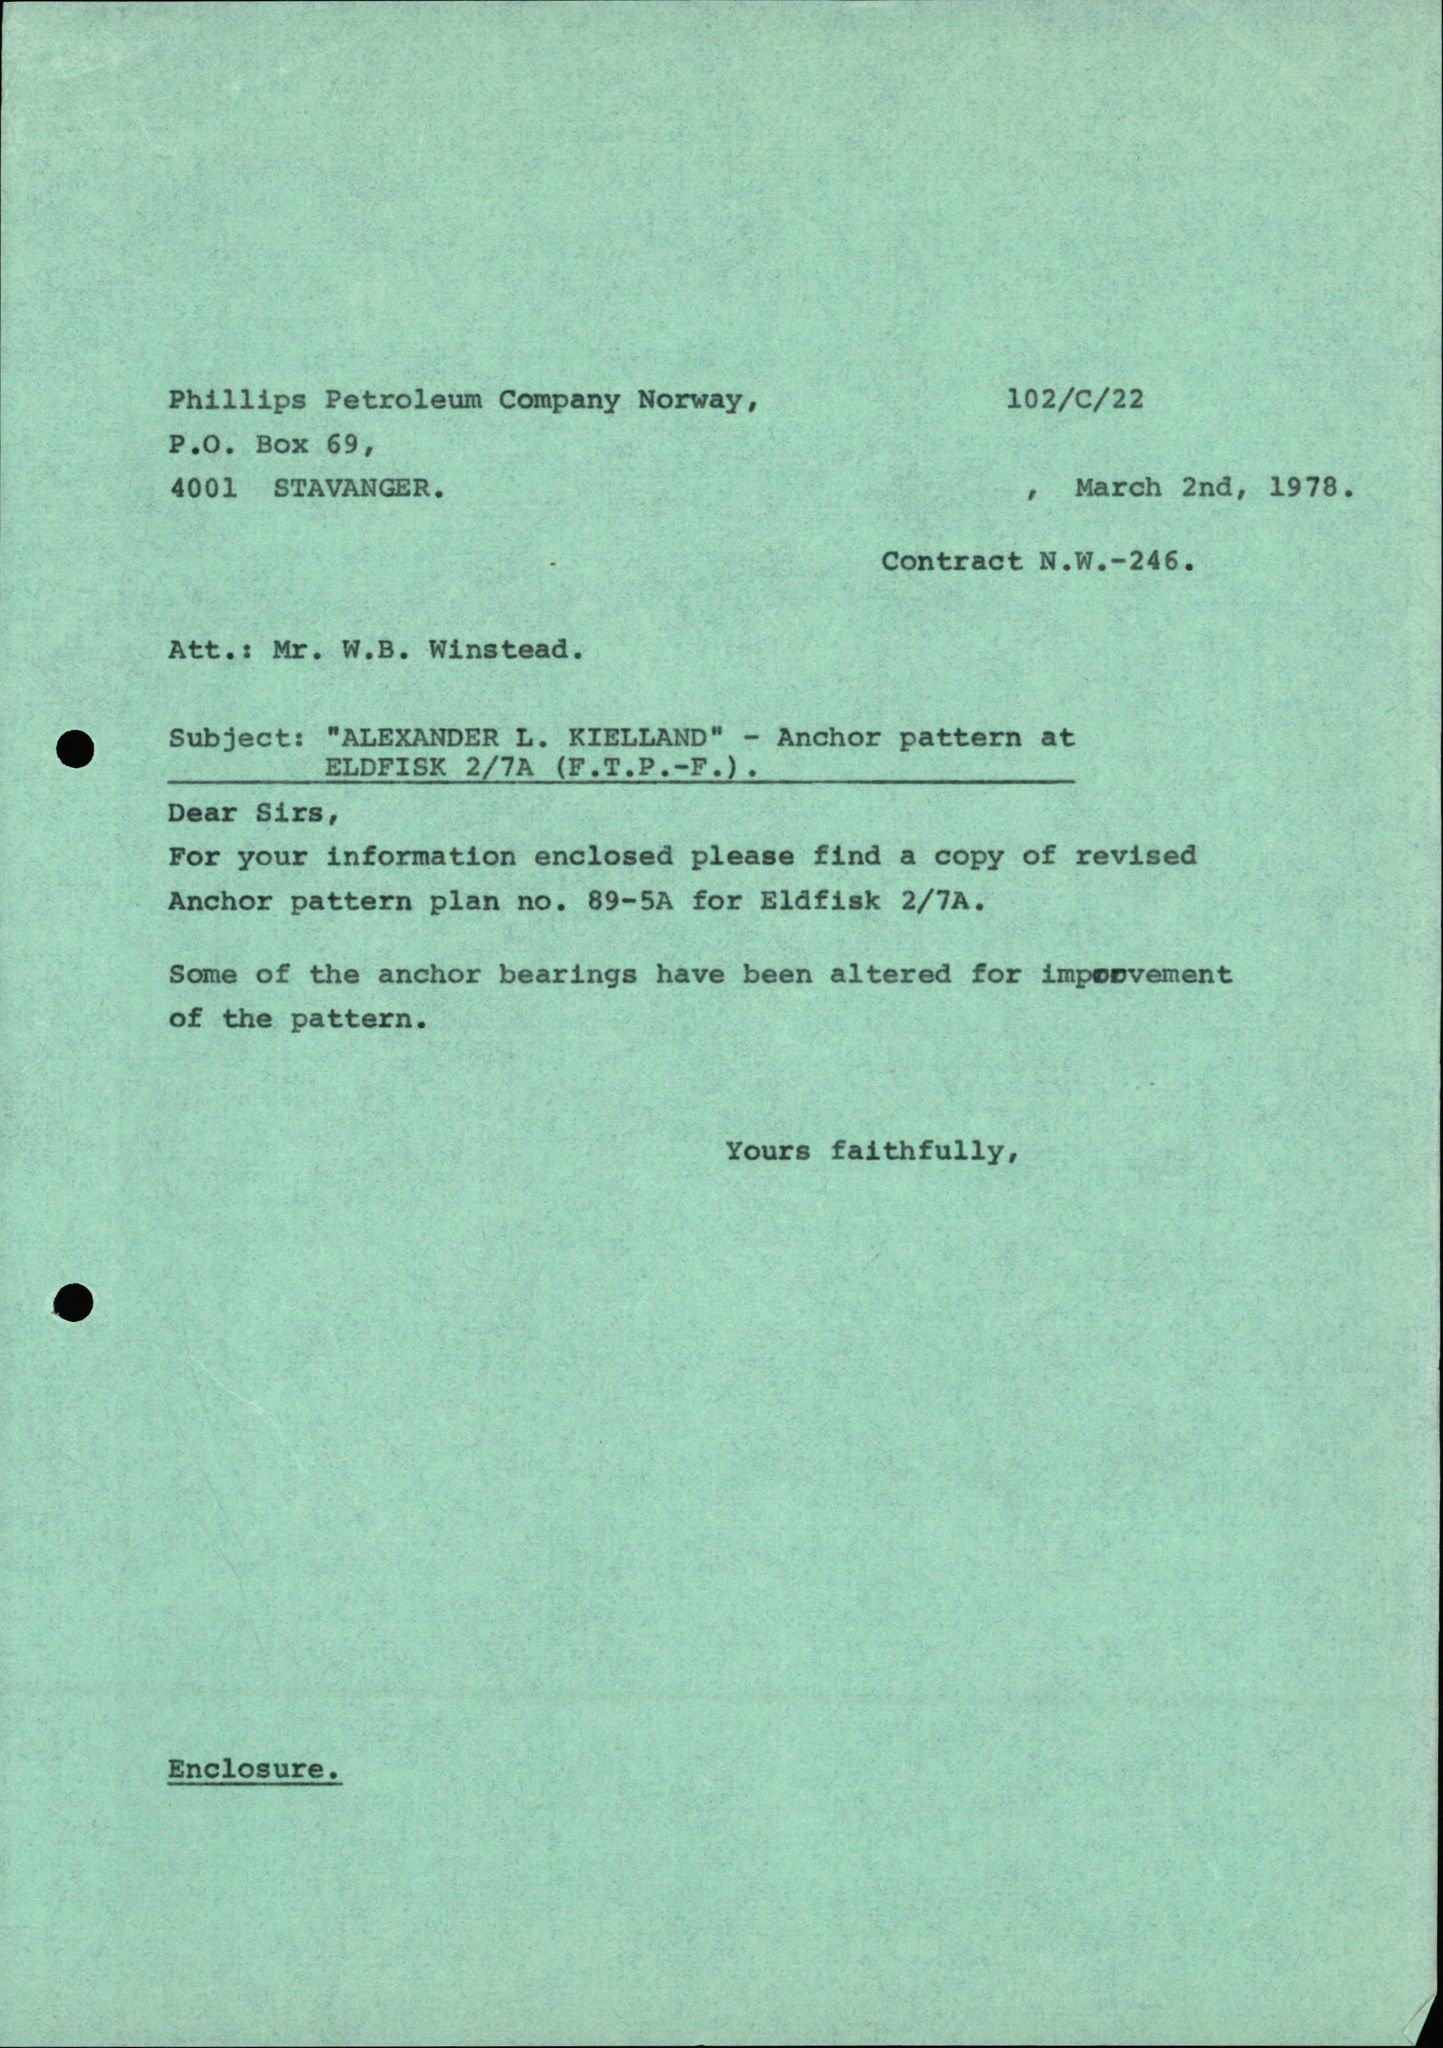 Phillips Petroleum Company Norway, 102/C/22
P.O. Box 69,
4001 STAVANGER. , March 2nd, 1978.
Contract N.W.-246.
Att.: Mr. W.B. Winstead.
Subject: "ALEXANDER L. KIELLAND" - Anchor pattern at
ELDFISK 2/7A (F.T.P.-F.).
Dear Sirs,
For your information enclosed please find a copy of revised
Anchor pattern plan no. 89-5A for Eldfisk 2/7A.
Some of the anchor bearings have been altered for improvement
of the pattern.
Yours faithfully,
Enclosure.